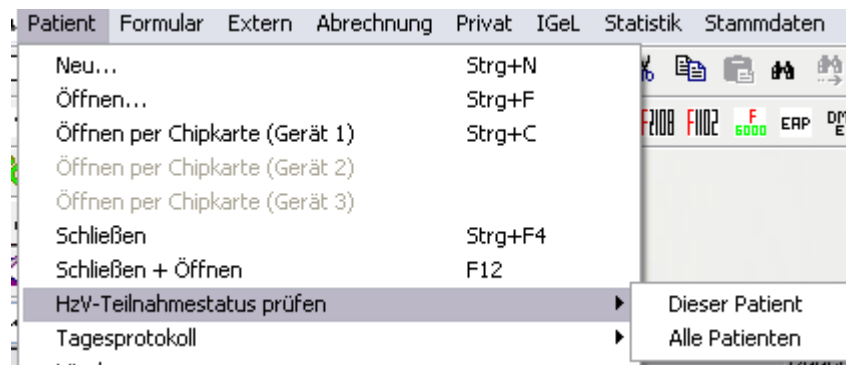 Patient Formular Extern Abrechnung Privat IGeL Statistik Stammdaten
Neu... Strg+N
Öffnen... Strg+F
F2108 F1102 F 6000 EAP
Öffnen per Chipkarte (Gerät 1) Strg+C
Öffnen per Chipkarte (Gerät 2)
Öffnen per Chipkarte (Gerät 3)
Schließen Strg+F4
Schließen + Öffnen F12
HzV-Teilnahmestatus prüfen Dieser Patient
Tagesprotokoll Alle Patienten